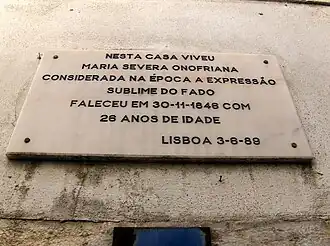 NESTA CASA VIVEU
MARIA SEVERA ONOFRIANA
CONSIDERADA NA ÉPOCA A EXPRESSÃO
SUBLIME DO FADO
FALECEU EM 30-11-1846 COM
26 ANOS DE IDADE
LISBOA 3-6-89